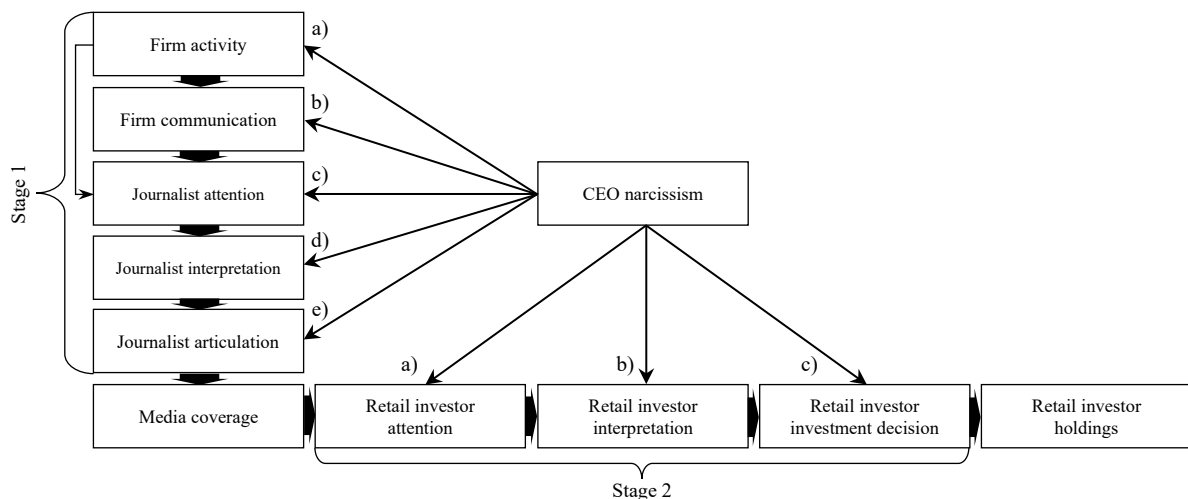 Stage 1
Firm activity
a)
Firm communication
b)
Journalist attention
c)
CEO narcissism
Journalist interpretation
d)
Journalist articulation
e)
a)
b)
c)
Media coverage
Retail investor
attention
Retail investor
interpretation
Retail investor
investment decision
Retail investor
holdings
Stage 2